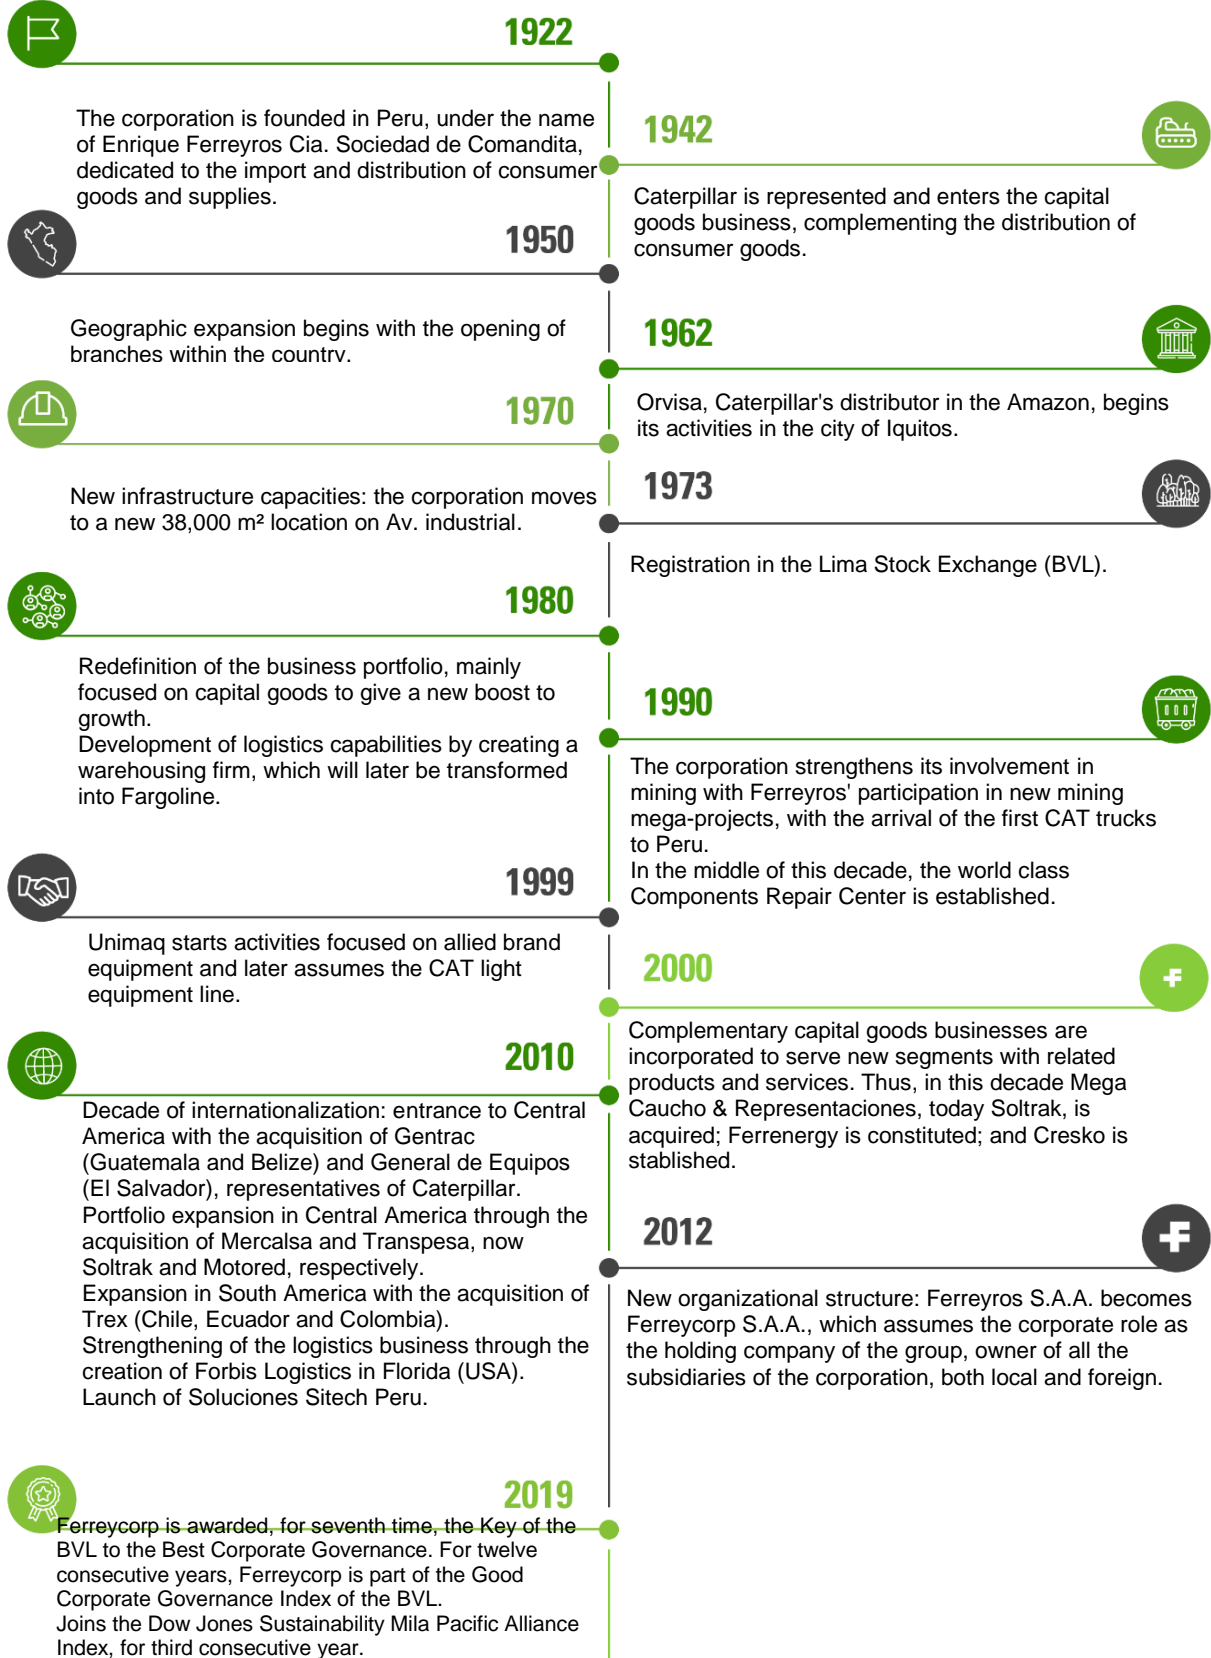 1922
The corporation is founded in Peru, under the name
of Enrique Ferreyros Cia. Sociedad de Comandita,
dedicated to the import and distribution of consumer
goods and supplies.
1942
Caterpillar is represented and enters the capital
goods business, complementing the distribution of
consumer goods.
1950
Geographic expansion begins with the opening of
branches within the country.
1962
Orvisa, Caterpillar's distributor in the Amazon, begins
its activities in the city of Iquitos.
1970
New infrastructure capacities: the corporation moves
to a new 38,000 m² location on Av. industrial.
1973
Registration in the Lima Stock Exchange (BVL).
1980
Redefinition of the business portfolio, mainly
focused on capital goods to give a new boost to
growth.
Development of logistics capabilities by creating a
warehousing firm, which will later be transformed
into Fargoline.
1990
The corporation strengthens its involvement in
mining with Ferreyros' participation in new mining
mega-projects, with the arrival of the first CAT trucks
to Peru.
In the middle of this decade, the world class
Components Repair Center is established.
1999
Unimaq starts activities focused on allied brand
equipment and later assumes the CAT light
equipment line.
2000
Complementary capital goods businesses are
incorporated to serve new segments with related
products and services. Thus, in this decade Mega
Caucho & Representaciones, today Soltrak, is
acquired; Ferrenergy is constituted; and Cresko is
stablished.
2010
Decade of internationalization: entrance to Central
America with the acquisition of Gentrac
(Guatemala and Belize) and General de Equipos
(El Salvador), representatives of Caterpillar.
Portfolio expansion in Central America through the
acquisition of Mercalsa and Transpesa, now
Soltrak and Motored, respectively.
Expansion in South America with the acquisition of
Trex (Chile, Ecuador and Colombia).
Strengthening of the logistics business through the
creation of Forbis Logistics in Florida (USA).
Launch of Soluciones Sitech Peru.
2012
New organizational structure: Ferreyros S.A.A. becomes
Ferreycorp S.A.A., which assumes the corporate role as
the holding company of the group, owner of all the
subsidiaries of the corporation, both local and foreign.
2019
Ferreycorp is awarded, for seventh time, the Key of the
BVL to the Best Corporate Governance. For twelve
consecutive years, Ferreycorp is part of the Good
Corporate Governance Index of the BVL.
Joins the Dow Jones Sustainability Mila Pacific Alliance
Index, for third consecutive year.